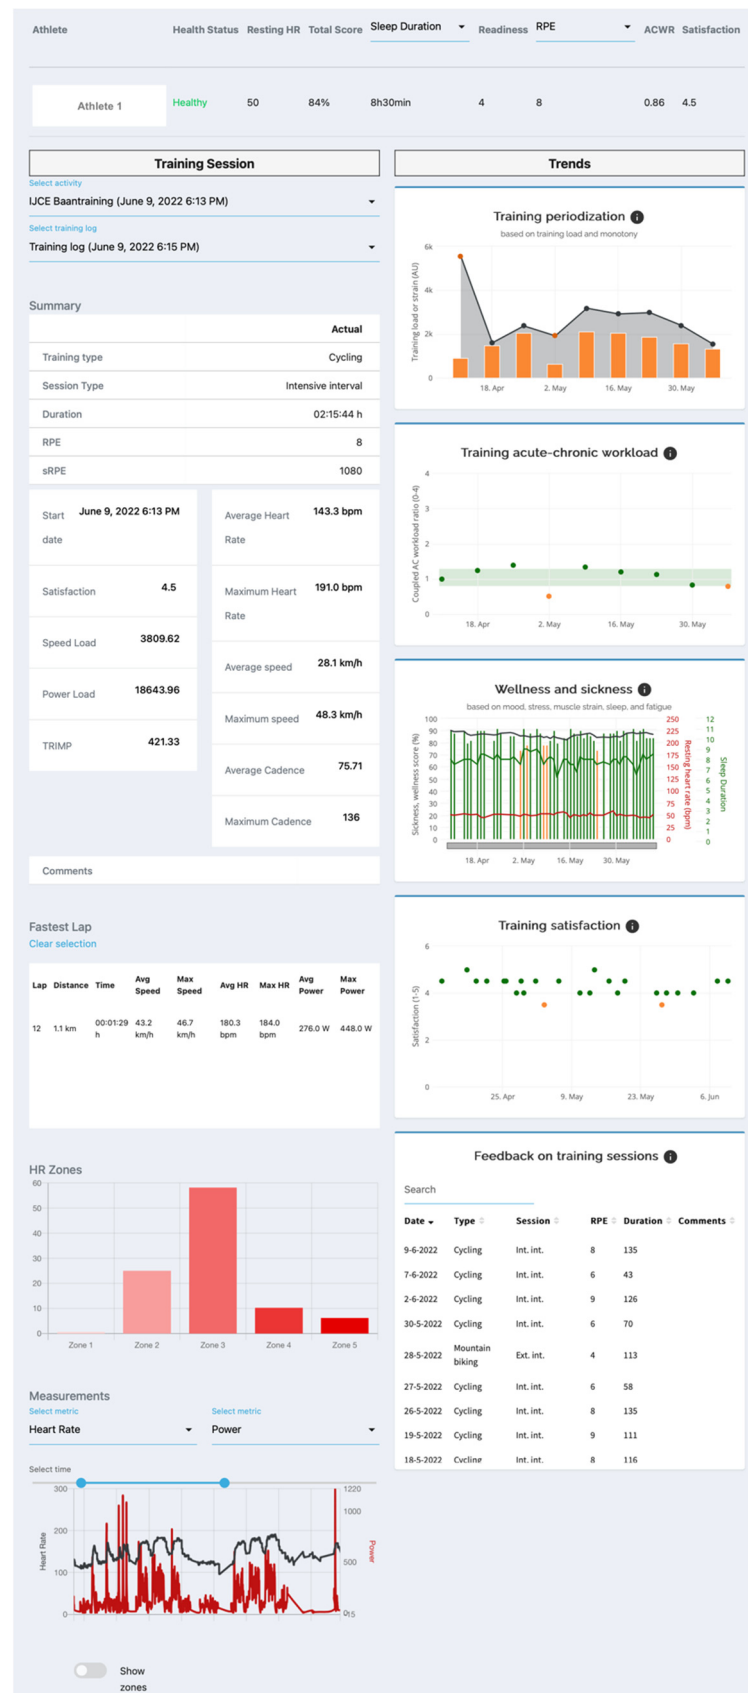 Athlete Health Status Resting HR Total Score Sleep Duration Readiness RPE ACWR Satisfaction
Athlete 1 Healthy 50 84% 8h30min 4 8 0.86 4.5
Training Session
Select activity
IJCE Baantraining (June 9, 2022 6:13 PM)
Select training log
Training log (June 9, 2022 6:15 PM)
Summary
Actual
Training type Cycling
Session Type Intensive interval
Duration 02:15:44 h
RPE 8
sRPE 1080
Start date June 9, 2022 6:13 PM
Satisfaction 4.5
Speed Load 3809.62
Power Load 18643.96
TRIMP 421.33
Average Heart Rate 143.3 bpm
Maximum Heart Rate 191.0 bpm
Average speed 28.1 km/h
Maximum speed 48.3 km/h
Average Cadence 75.71
Maximum Cadence 136
Comments
Fastest Lap
Clear selection
Lap Distance Time Avg Speed Max Speed Avg HR Max HR Avg Power Max Power
12 1.1 km 00:01:29 h 43.2 km/h 46.7 km/h 180.3 bpm 184.0 bpm 276.0 W 448.0 W
HR Zones
60
50
40
30
20
10
0
Zone 1 Zone 2 Zone 3 Zone 4 Zone 5
Measurements
Select metric Select metric
Heart Rate Power
Select time
300
200
100
0
Heart Rate
1220
1000
500
Power
Show
zones
Trends
Training periodization
based on training load and monotony
Training load or strain (AU)
6k
4k
2k
0
18. Apr 2. May 16. May 30. May
Training acute-chronic workload
Coupled AC workload ratio (0-4)
4
3
2
1
0
18. Apr 2. May 16. May 30. May
Wellness and sickness
based on mood, stress, muscle strain, sleep, and fatigue
Sickness, wellness score (%)
100
90
80
70
60
50
40
30
20
10
0
250
225
200
175
150
125
100
75
50
25
0
Resting heart rate (bpm)
12
11
10
9
8
7
6
5
4
3
2
1
0
Sleep Duration
18. Apr 2. May 16. May 30. May
Training satisfaction
Satisfaction (1-5)
6
4
2
0
25. Apr 9. May 23. May 6. Jun
Feedback on training sessions
Search
Date Type Session RPE Duration Comments
9-6-2022 Cycling Int. int. 8 135
7-6-2022 Cycling Int. int. 6 43
2-6-2022 Cycling Int. int. 9 126
30-5-2022 Cycling Int. int. 6 70
28-5-2022 Mountain biking Ext. int. 4 113
27-5-2022 Cycling Int. int. 6 58
26-5-2022 Cycling Int. int. 8 135
19-5-2022 Cycling Int. int. 9 111
18-5-2022 Cycling Int. int. 8 116